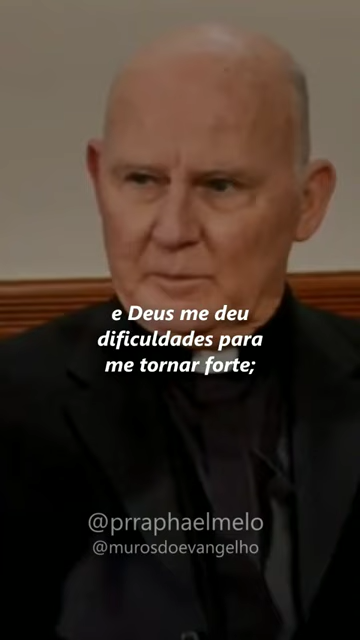 e Deus me deu
dificuldades para
me tornar forte;
@prraphaelmelo
@murosdoevangelho